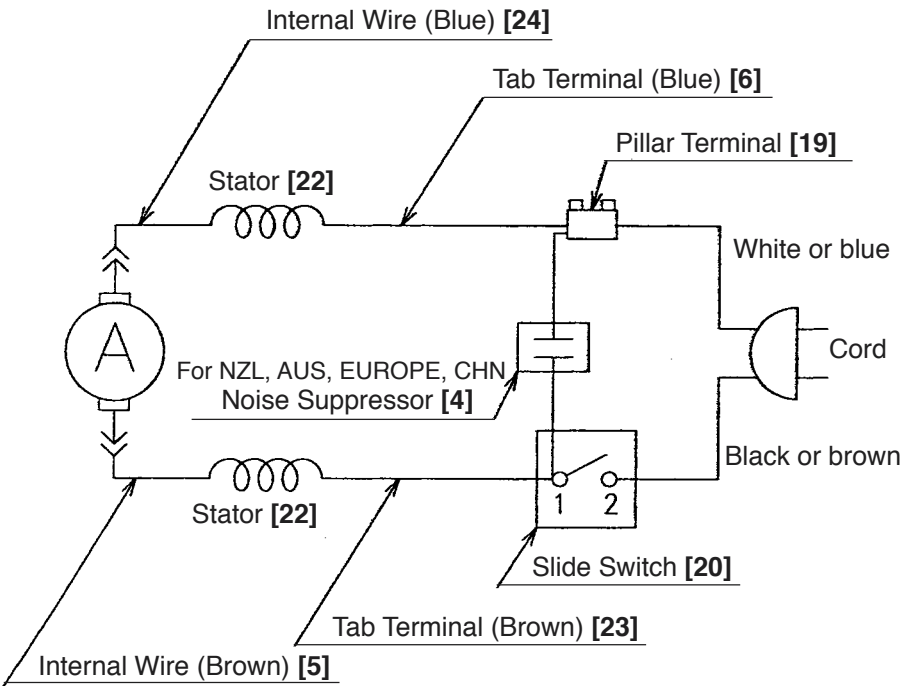 Internal Wire (Blue) [24]
Tab Terminal (Blue) [6]
Pillar Terminal [19]
Stator [22]
White or blue
A
For NZL, AUS, EUROPE, CHN
Noise Suppressor [4]
Cord
Black or brown
1 2
Stator [22]
Slide Switch [20]
Tab Terminal (Brown) [23]
Internal Wire (Brown) [5]